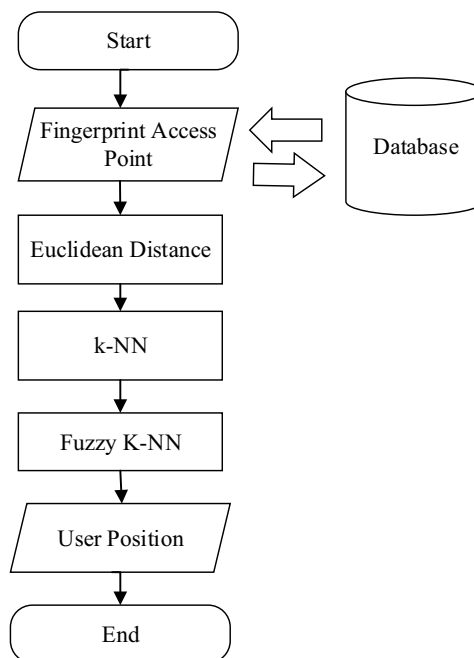 Start
Fingerprint Access
Point
Database
Euclidean Distance
k-NN
Fuzzy K-NN
User Position
End